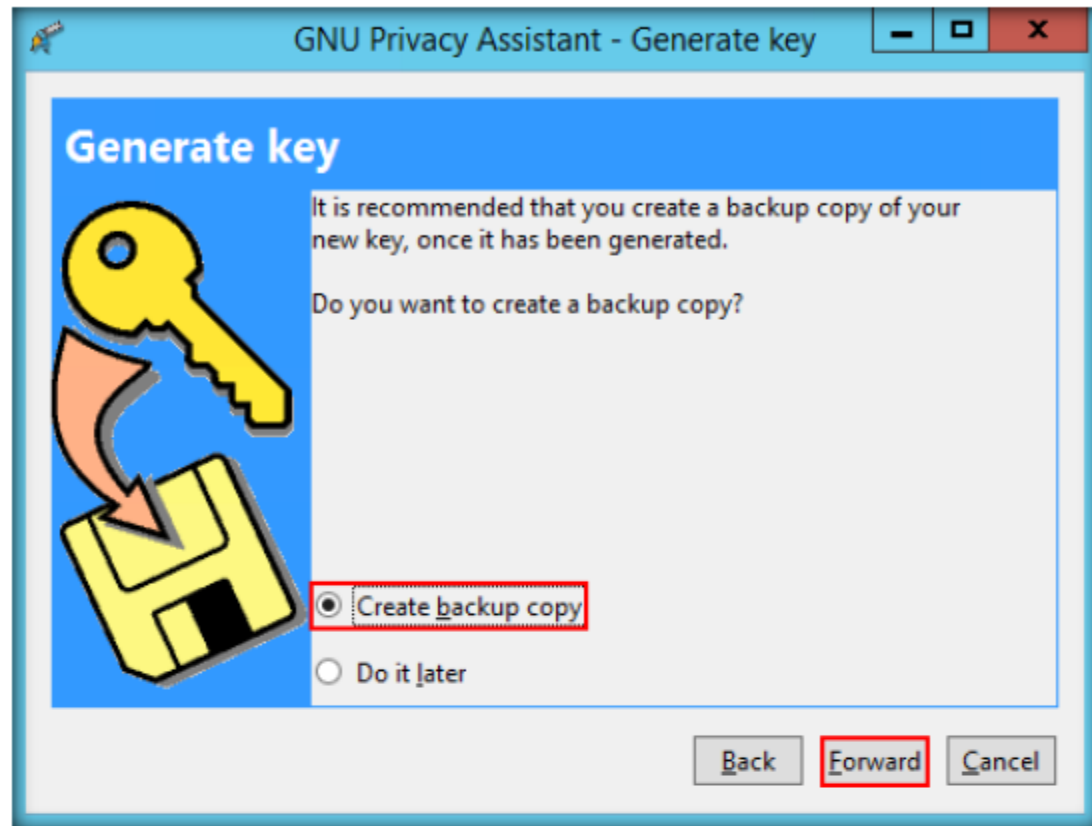 GNU Privacy Assistant - Generate key
Generate key
It is recommended that you create a backup copy of your
new key, once it has been generated.
Do you want to create a backup copy?
Create backup copy
Do it later
Back Forward Cancel